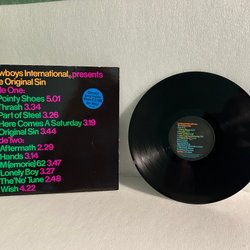 wboys International, presents
e Original Sin
de One:
Pointy Shoes 5.01
Thrash 3.34
Part of Steel 3.26
Here Comes A Saturday 3.19
Original Sin 3.44
de Two:
Aftermath 2.29
Hands 3.14
M(emorie)62 3.47
Lonely Boy 3.27
The 'No' Tune 2.48
Wish 4.22